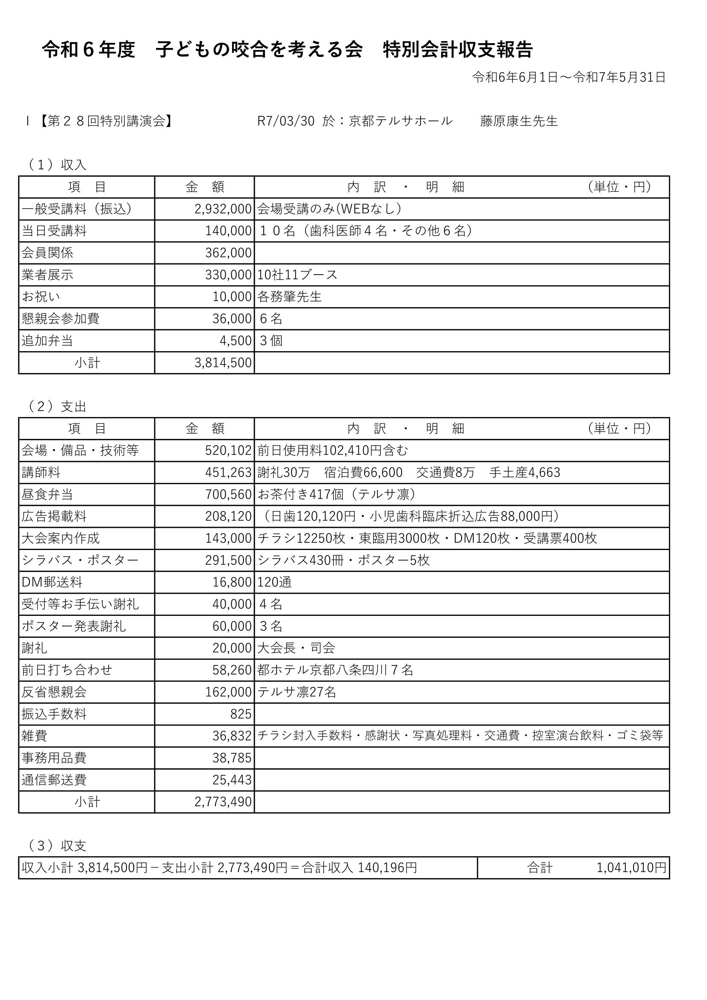 令和６年度　子どもの咬合を考える会　特別会計収支報告
令和6年6月1日～令和7年5月31日
Ⅰ【第２８回特別講演会】 R7/03/30 於：京都テルサホール 藤原康生先生
（１）収入
項　目 金　額 内　訳　・　明　細 （単位・円）
一般受講料（振込） 2,932,000 会場受講のみ(WEBなし）
当日受講料 140,000 １０名（歯科医師４名・その他６名）
会員関係 362,000
業者展示 330,000 10社11ブース
お祝い 10,000 各務肇先生
懇親会参加費 36,000 ６名
追加弁当 4,500 ３個
小計 3,814,500
（２）支出
項　目 金　額 内　訳　・　明　細 （単位・円）
会場・備品・技術等 520,102 前日使用料102,410円含む
講師料 451,263 謝礼30万　宿泊費66,600　交通費8万　手土産4,663
昼食弁当 700,560 お茶付き417個（テルサ凛）
広告掲載料 208,120 （日歯120,120円・小児歯科臨床折込広告88,000円）
大会案内作成 143,000 チラシ12250枚・東臨用3000枚・DM120枚・受講票400枚
シラバス・ポスター 291,500 シラバス430冊・ポスター5枚
DM郵送料 16,800 120通
受付等お手伝い謝礼 40,000 ４名
ポスター発表謝礼 60,000 ３名
謝礼 20,000 大会長・司会
前日打ち合わせ 58,260 都ホテル京都八条四川７名
反省懇親会 162,000 テルサ凛27名
振込手数料 825
雑費 36,832 チラシ封入手数料・感謝状・写真処理料・交通費・控室演台飲料・ゴミ袋等
事務用品費 38,785
通信郵送費 25,443
小計 2,773,490
（３）収支
収入小計 3,814,500円－支出小計 2,773,490円＝合計収入 140,196円 合計 1,041,010円